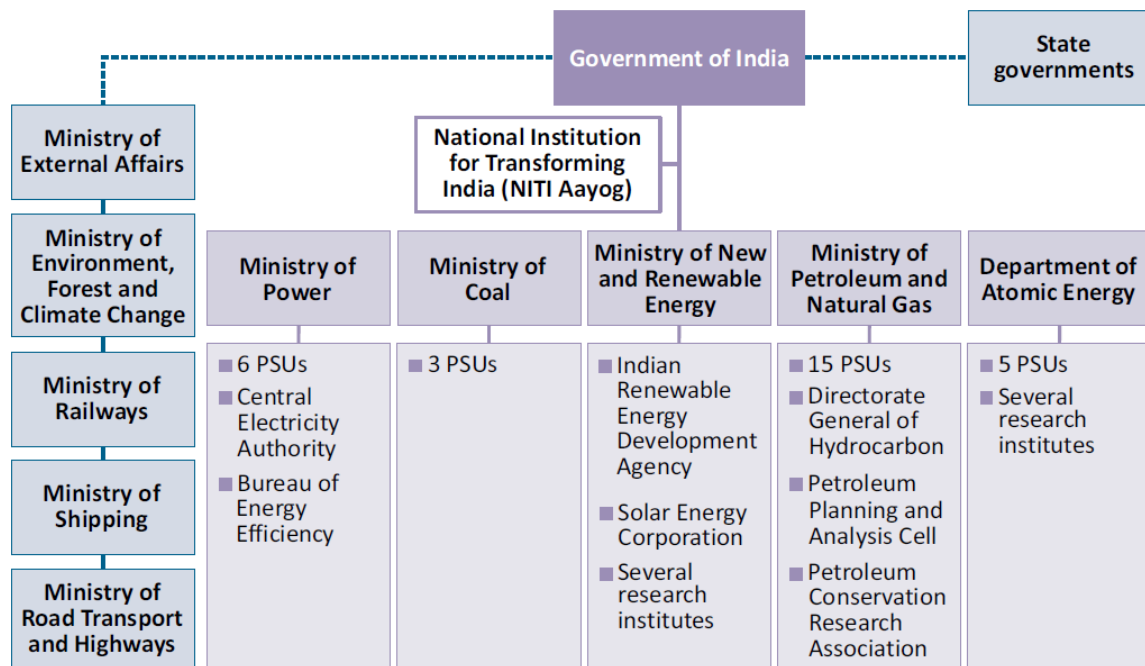 Government of India
State
governments
National Institution
for Transforming
India (NITI Aayog)
Ministry of
External Affairs
Ministry of
Environment,
Forest and
Climate Change
Ministry of
Railways
Ministry of
Shipping
Ministry of
Road Transport
and Highways
Ministry of
Power
6 PSUs
Central
Electricity
Authority
Bureau of
Energy
Efficiency
Ministry of
Coal
3 PSUs
Ministry of New
and Renewable
Energy
Indian
Renewable
Energy
Development
Agency
Solar Energy
Corporation
Several
research
institutes
Ministry of
Petroleum and
Natural Gas
15 PSUs
Directorate
General of
Hydrocarbon
Petroleum
Planning and
Analysis Cell
Petroleum
Conservation
Research
Association
Department of
Atomic Energy
5 PSUs
Several
research
institutes